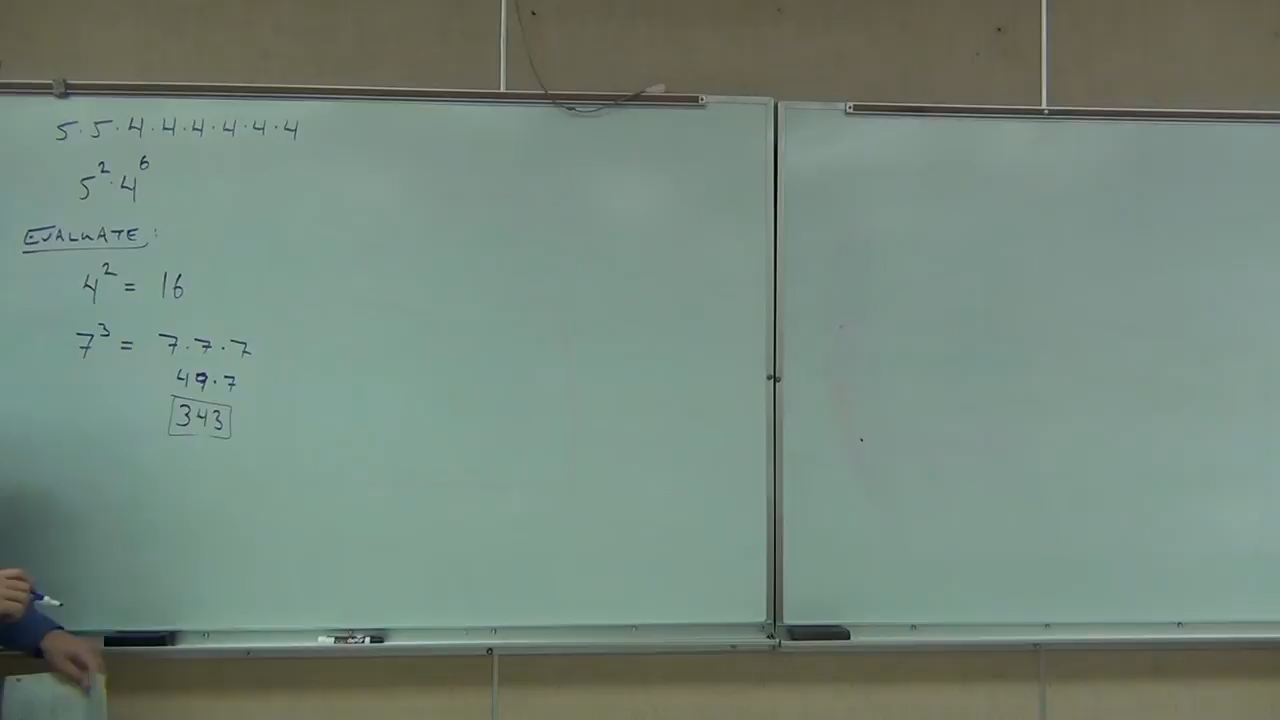 5·5·4·4·4·4·4·4
5²·4⁶
EVALUATE:
4² = 16
7³ = 7·7·7
49·7
343